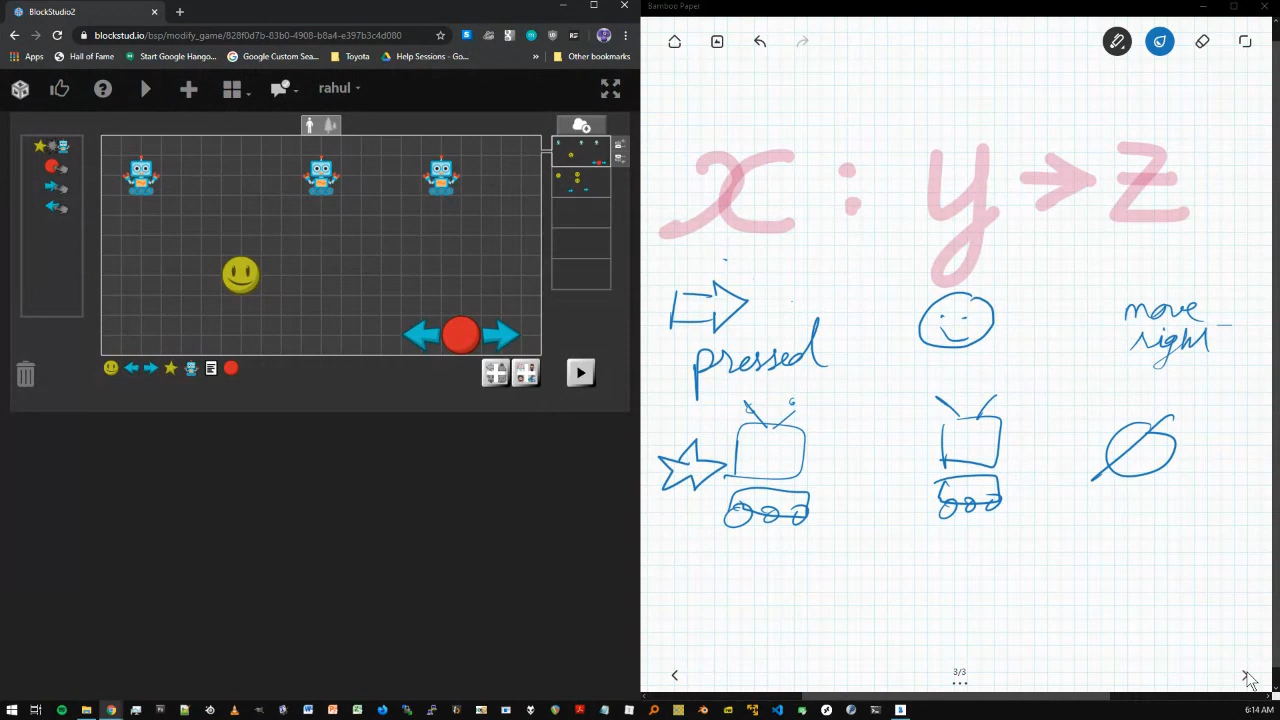 BlockStudio2
blockstud.io/bsp/modify_game/828f0d7b-83b0-4908-b8a4-e397b3c4d080
Apps
Hall of Fame
Start Google Hango...
Google Custom Sea...
Toyota
Help Sessions - Go...
»
Other bookmarks
rahul
Bamboo Paper
x : y → z
pressed
move
right
3/3
6:14 AM